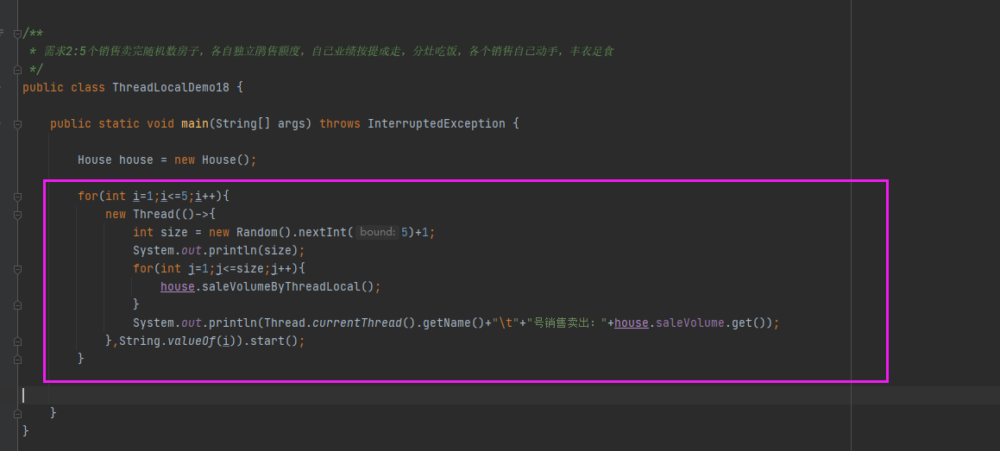 /**
 * 需求2:5个销售卖完随机数房子，各自独立销售额度，自己业绩按提成走，分灶吃饭，各个销售自己动手，丰衣足食
 */
public class ThreadLocalDemo18 {
public static void main(String[] args) throws InterruptedException {
House house = new House();
for(int i=1;i<=5;i++){
new Thread(()->{
int size = new Random().nextInt( bound: 5)+1;
System.out.println(size);
for(int j=1;j<=size;j++){
house.saleVolumeByThreadLocal();
}
System.out.println(Thread.currentThread().getName()+"\t"+"号销售卖出："+house.saleVolume.get());
},String.valueOf(i)).start();
}
}
}